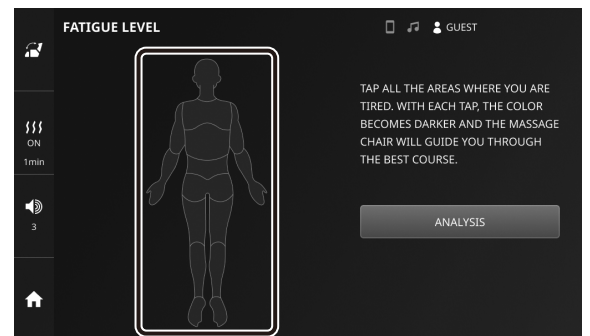 FATIGUE LEVEL
GUEST
ON
1min
3
TAP ALL THE AREAS WHERE YOU ARE
TIRED. WITH EACH TAP, THE COLOR
BECOMES DARKER AND THE MASSAGE
CHAIR WILL GUIDE YOU THROUGH
THE BEST COURSE.
ANALYSIS